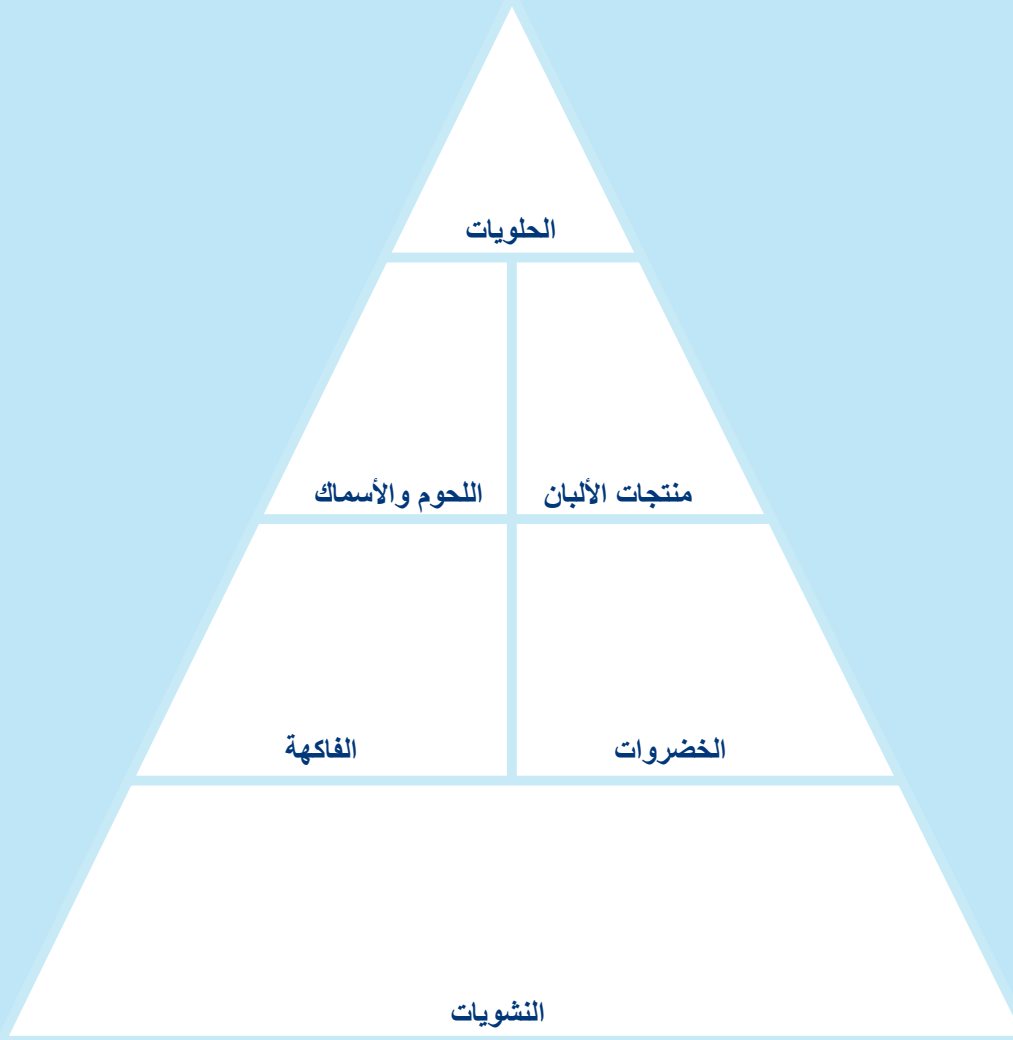 الحلويات
منتجات الألبان
اللحوم والأسماك
الخضروات
الفاكهة
النشويات